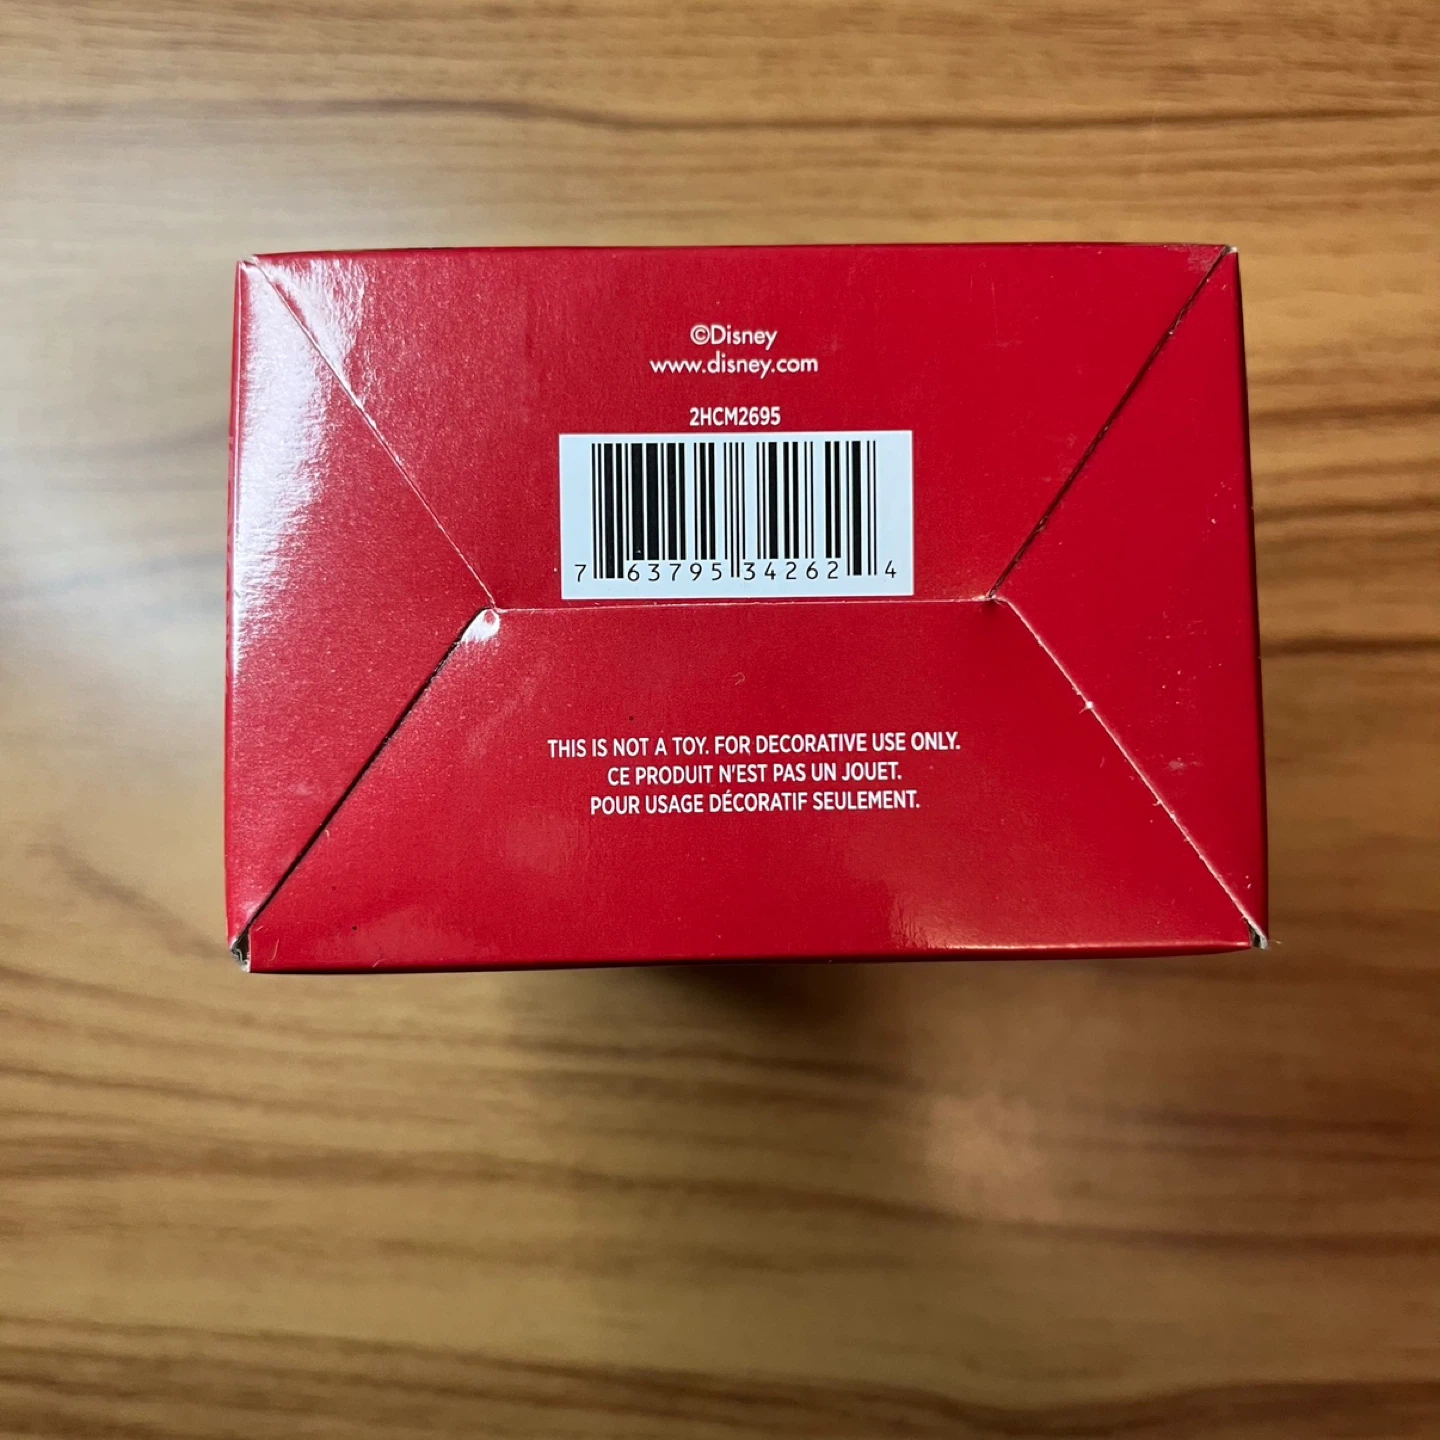 ©Disney
www.disney.com
2HCM2695
7 63795 34262 4
THIS IS NOT A TOY. FOR DECORATIVE USE ONLY.
CE PRODUIT N'EST PAS UN JOUET.
POUR USAGE DÉCORATIF SEULEMENT.